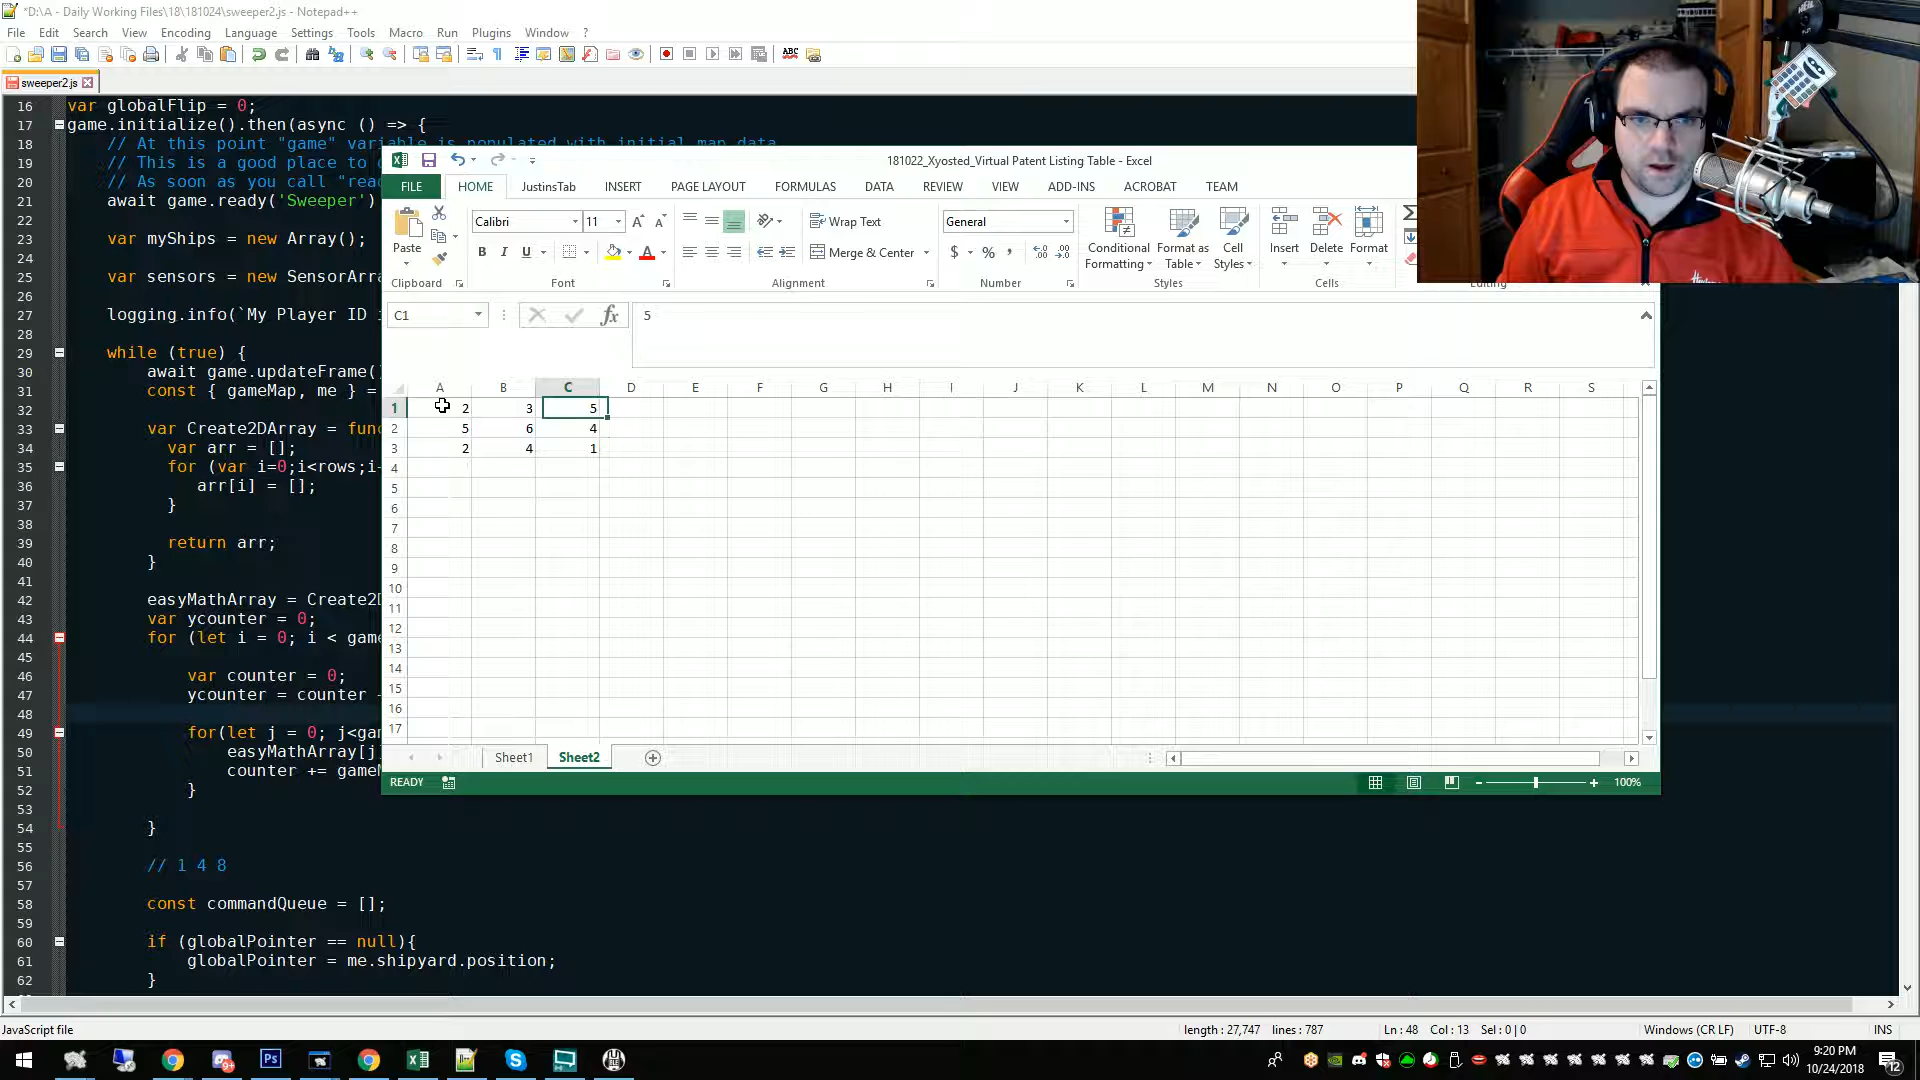 *D:\A - Daily Working Files\18\181024\sweeper2.js - Notepad++
File Edit Search View Encoding Language Settings Tools Macro Run Plugins Window ?
sweeper2.js
16 var globalFlip = 0;
17 game.initialize().then(async () => {
18 // At this point "game" variable is populated with initial map data
19 // This is a good place to
20 // As soon as you call "rea
21 await game.ready('Sweeper')
22
23 var myShips = new Array();
24
25 var sensors = new SensorArra
26
27 logging.info(`My Player ID
28
29 while (true) {
30 await game.updateFrame()
31 const { gameMap, me } =
32
33 var Create2DArray = func
34 var arr = [];
35 for (var i=0;i<rows;i
36 arr[i] = [];
37 }
38
39 return arr;
40 }
41
42 easyMathArray = Create2D
43 var ycounter = 0;
44 for (let i = 0; i < game
45
46 var counter = 0;
47 ycounter = counter
48
49 for(let j = 0; j<gam
50 easyMathArray[j
51 counter += gameM
52 }
53
54 }
55
56 // 1 4 8
57
58 const commandQueue = [];
59
60 if (globalPointer == null){
61 globalPointer = me.shipyard.position;
62 }
181022_Xyosted_Virtual Patent Listing Table - Excel
FILE HOME JustinsTab INSERT PAGE LAYOUT FORMULAS DATA REVIEW VIEW ADD-INS ACROBAT TEAM
Calibri 11 Wrap Text General
Paste B I U Merge & Center $ % Conditional Formatting Format as Table Cell Styles Insert Delete Format
Clipboard Font Alignment Number Styles Cells Editing
C1 fx 5
A B C D E F G H I J K L M N O P Q R S
1 2 3 5
2 5 6 4
3 2 4 1
4
5
6
7
8
9
10
11
12
13
14
15
16
17
Sheet1 Sheet2
READY 100%
JavaScript file length : 27,747 lines : 787 Ln : 48 Col : 13 Sel : 0 | 0 Windows (CR LF) UTF-8 INS
9:20 PM
10/24/2018
12